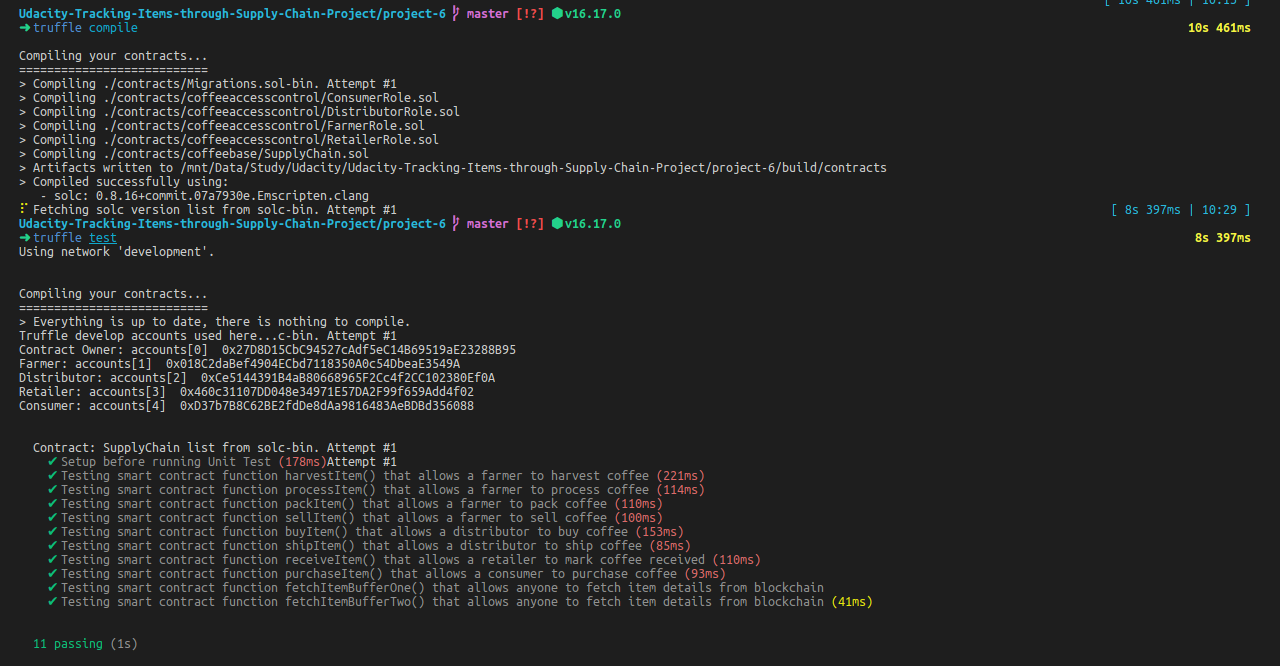 [ 10s 461ms | 10:15 ]
Udacity-Tracking-Items-through-Supply-Chain-Project/project-6 master [!?] v16.17.0
➜ truffle compile 10s 461ms
Compiling your contracts...
===========================
> Compiling ./contracts/Migrations.sol-bin. Attempt #1
> Compiling ./contracts/coffeeaccesscontrol/ConsumerRole.sol
> Compiling ./contracts/coffeeaccesscontrol/DistributorRole.sol
> Compiling ./contracts/coffeeaccesscontrol/FarmerRole.sol
> Compiling ./contracts/coffeeaccesscontrol/RetailerRole.sol
> Compiling ./contracts/coffeebase/SupplyChain.sol
> Artifacts written to /mnt/Data/Study/Udacity/Udacity-Tracking-Items-through-Supply-Chain-Project/project-6/build/contracts
> Compiled successfully using:
- solc: 0.8.16+commit.07a7930e.Emscripten.clang
⠏ Fetching solc version list from solc-bin. Attempt #1 [ 8s 397ms | 10:29 ]
Udacity-Tracking-Items-through-Supply-Chain-Project/project-6 master [!?] v16.17.0
➜ truffle test 8s 397ms
Using network 'development'.
Compiling your contracts...
===========================
> Everything is up to date, there is nothing to compile.
Truffle develop accounts used here...c-bin. Attempt #1
Contract Owner: accounts[0] 0x27D8D15CbC94527cAdf5eC14B69519aE23288B95
Farmer: accounts[1] 0x018C2daBef4904ECbd7118350A0c54DbeaE3549A
Distributor: accounts[2] 0xCe5144391B4aB80668965F2Cc4f2CC102380Ef0A
Retailer: accounts[3] 0x460c31107DD048e34971E57DA2F99f659Add4f02
Consumer: accounts[4] 0xD37b7B8C62BE2fdDe8dAa9816483AeBDBd356088
Contract: SupplyChain list from solc-bin. Attempt #1
✔ Setup before running Unit Test (178ms)Attempt #1
✔ Testing smart contract function harvestItem() that allows a farmer to harvest coffee (221ms)
✔ Testing smart contract function processItem() that allows a farmer to process coffee (114ms)
✔ Testing smart contract function packItem() that allows a farmer to pack coffee (110ms)
✔ Testing smart contract function sellItem() that allows a farmer to sell coffee (100ms)
✔ Testing smart contract function buyItem() that allows a distributor to buy coffee (153ms)
✔ Testing smart contract function shipItem() that allows a distributor to ship coffee (85ms)
✔ Testing smart contract function receiveItem() that allows a retailer to mark coffee received (110ms)
✔ Testing smart contract function purchaseItem() that allows a consumer to purchase coffee (93ms)
✔ Testing smart contract function fetchItemBufferOne() that allows anyone to fetch item details from blockchain
✔ Testing smart contract function fetchItemBufferTwo() that allows anyone to fetch item details from blockchain (41ms)
11 passing (1s)